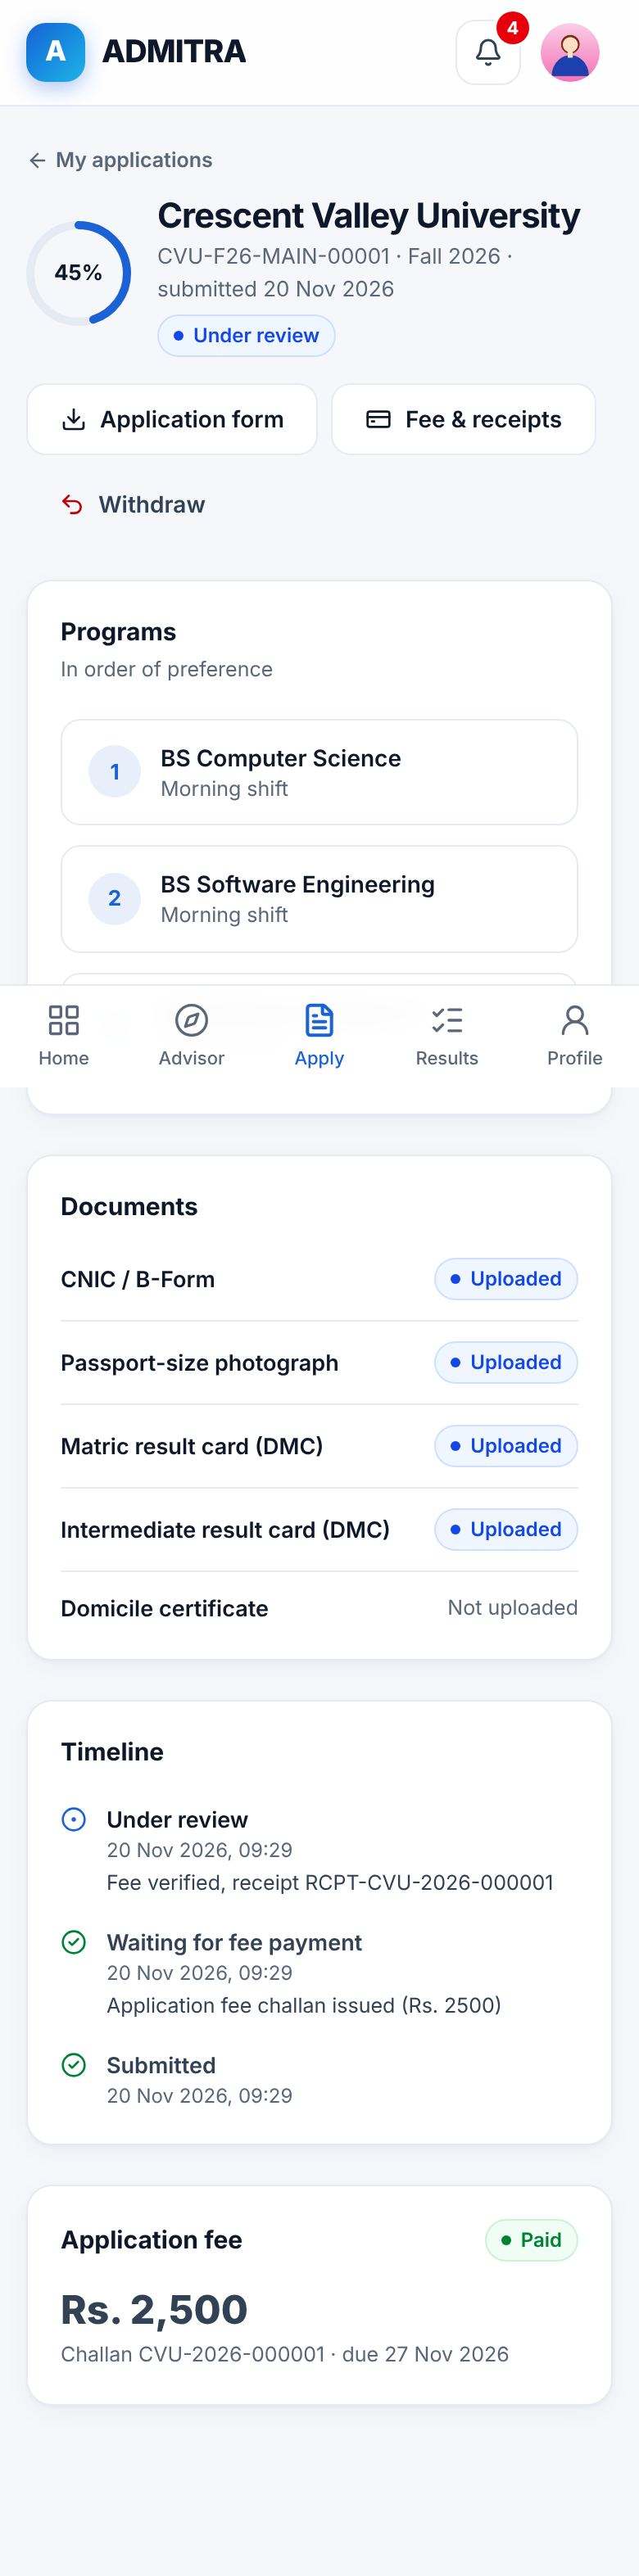 A ADMITRA 4
My applications
Crescent Valley University
45%
CVU-F26-MAIN-00001 · Fall 2026 ·
submitted 20 Nov 2026
Under review
Application form Fee & receipts
Withdraw
Programs
In order of preference
1 BS Computer Science
Morning shift
2 BS Software Engineering
Morning shift
Home Advisor Apply Results Profile
Documents
CNIC / B-Form Uploaded
Passport-size photograph Uploaded
Matric result card (DMC) Uploaded
Intermediate result card (DMC) Uploaded
Domicile certificate Not uploaded
Timeline
Under review
20 Nov 2026, 09:29
Fee verified, receipt RCPT-CVU-2026-000001
Waiting for fee payment
20 Nov 2026, 09:29
Application fee challan issued (Rs. 2500)
Submitted
20 Nov 2026, 09:29
Application fee Paid
Rs. 2,500
Challan CVU-2026-000001 · due 27 Nov 2026